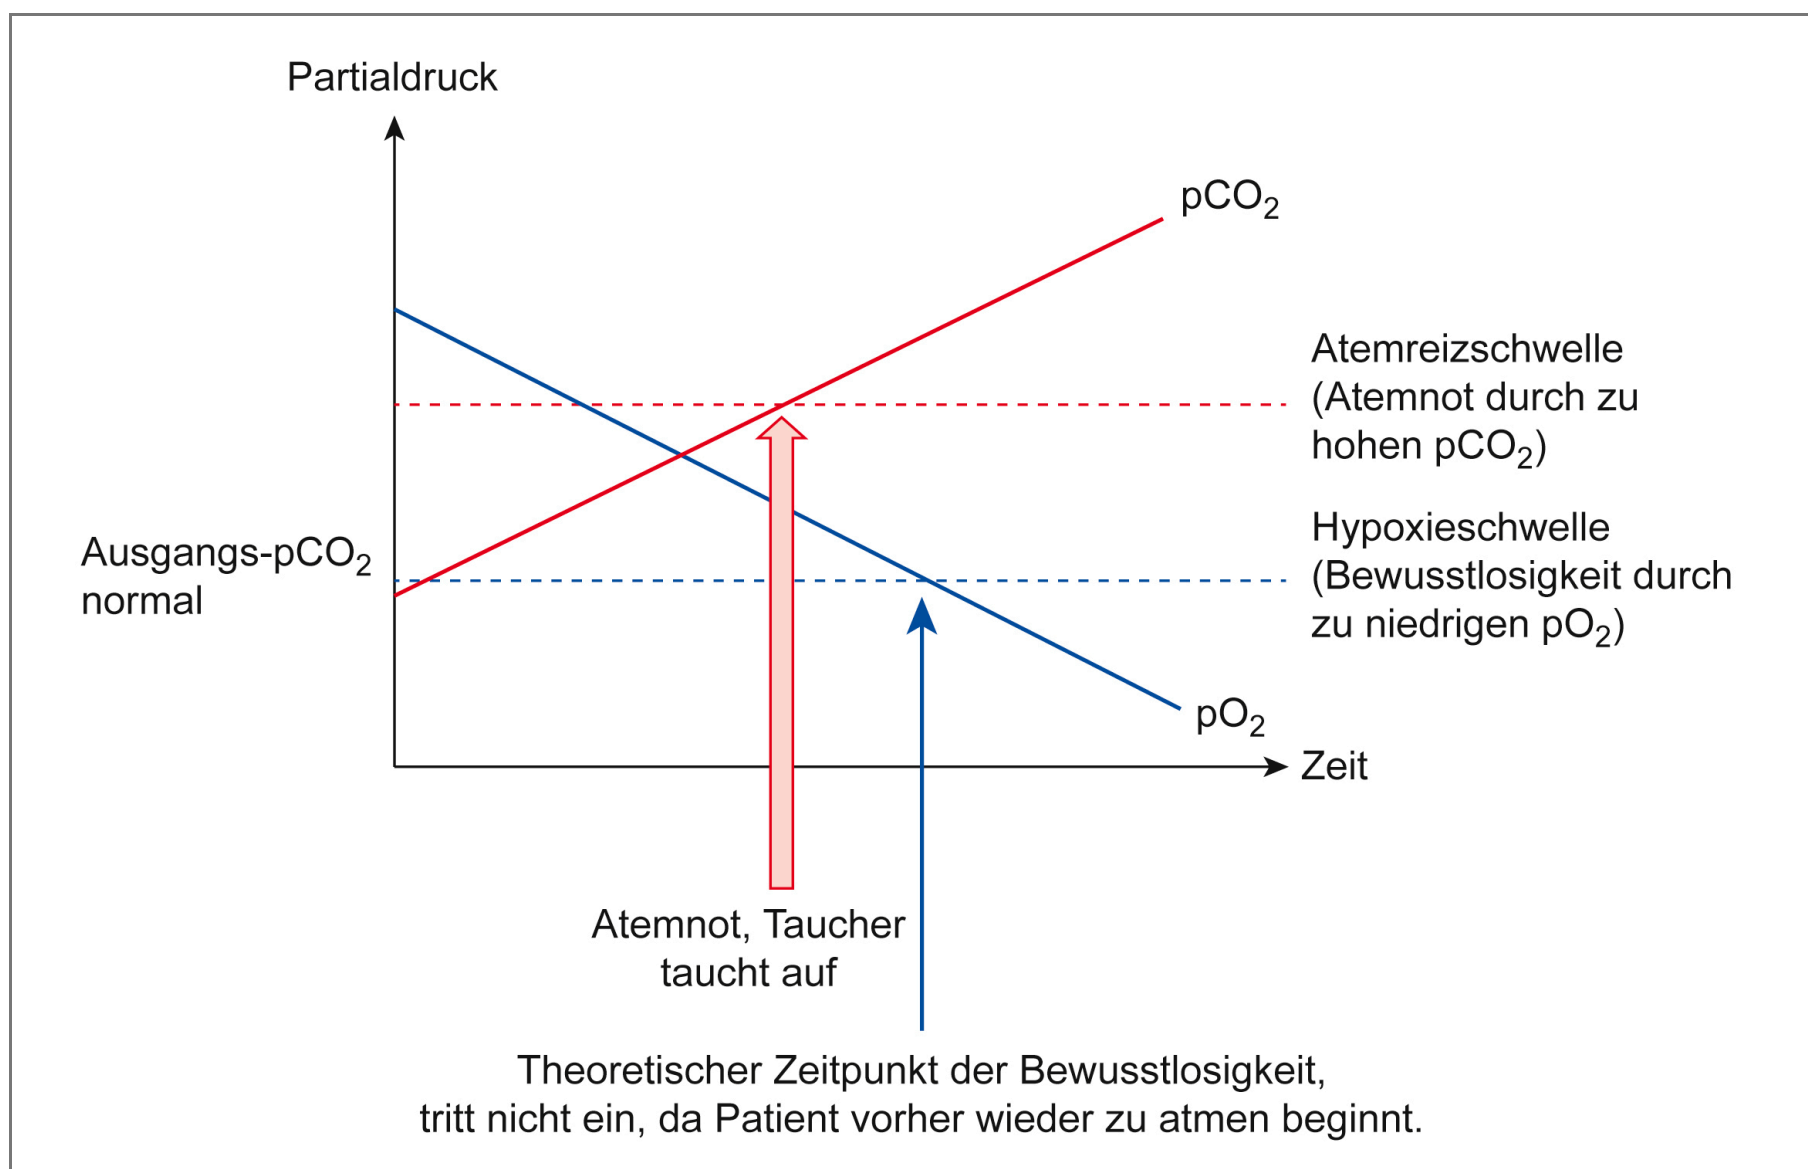 Partialdruck
pCO₂
Atemreizschwelle
(Atemnot durch zu
hohen pCO₂)
Hypoxieschwelle
(Bewusstlosigkeit durch
zu niedrigen pO₂)
Ausgangs-pCO₂
normal
pO₂
Zeit
Atemnot, Taucher
taucht auf
Theoretischer Zeitpunkt der Bewusstlosigkeit,
tritt nicht ein, da Patient vorher wieder zu atmen beginnt.